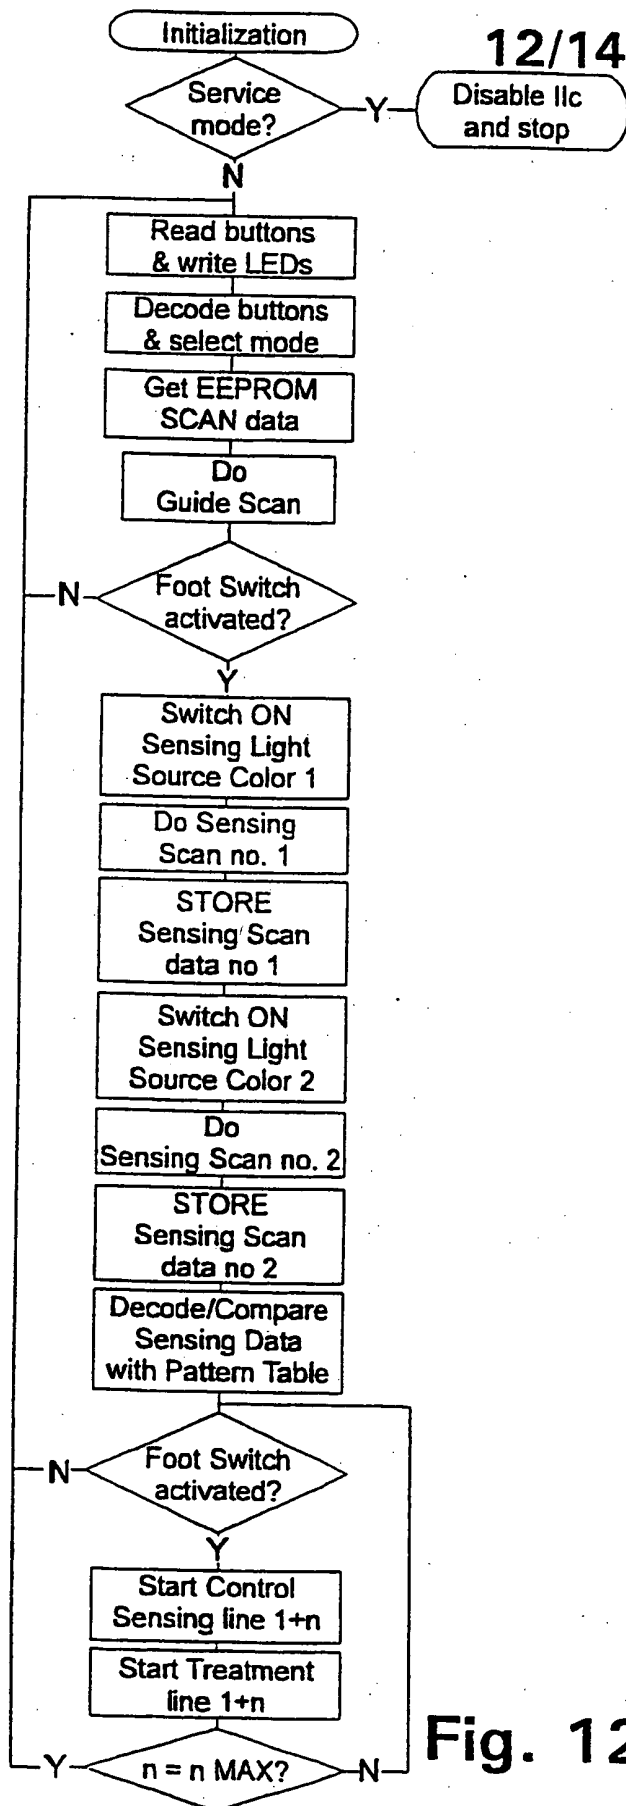 Initialization
12/14
Service
mode?
Y
Disable IIc
and stop
N
Read buttons
& write LEDs
Decode buttons
& select mode
Get EEPROM
SCAN data
Do
Guide Scan
N
Foot Switch
activated?
Y
Switch ON
Sensing Light
Source Color 1
Do Sensing
Scan no. 1
STORE
Sensing Scan
data no 1
Switch ON
Sensing Light
Source Color 2
Do
Sensing Scan no. 2
STORE
Sensing Scan
data no 2
Decode/Compare
Sensing Data
with Pattern Table
N
Foot Switch
activated?
Y
Start Control
Sensing line 1+n
Start Treatment
line 1+n
Y
n = n MAX?
N
Fig. 12